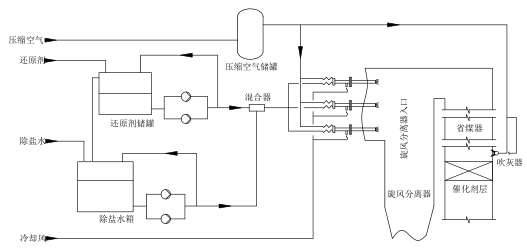 压缩空气
还原剂
压缩空气储罐
混合器
还原剂储罐
除盐水
除盐水箱
冷却风
旋风分离器入口
旋风分离器
省煤器
吹灰器
催化剂层